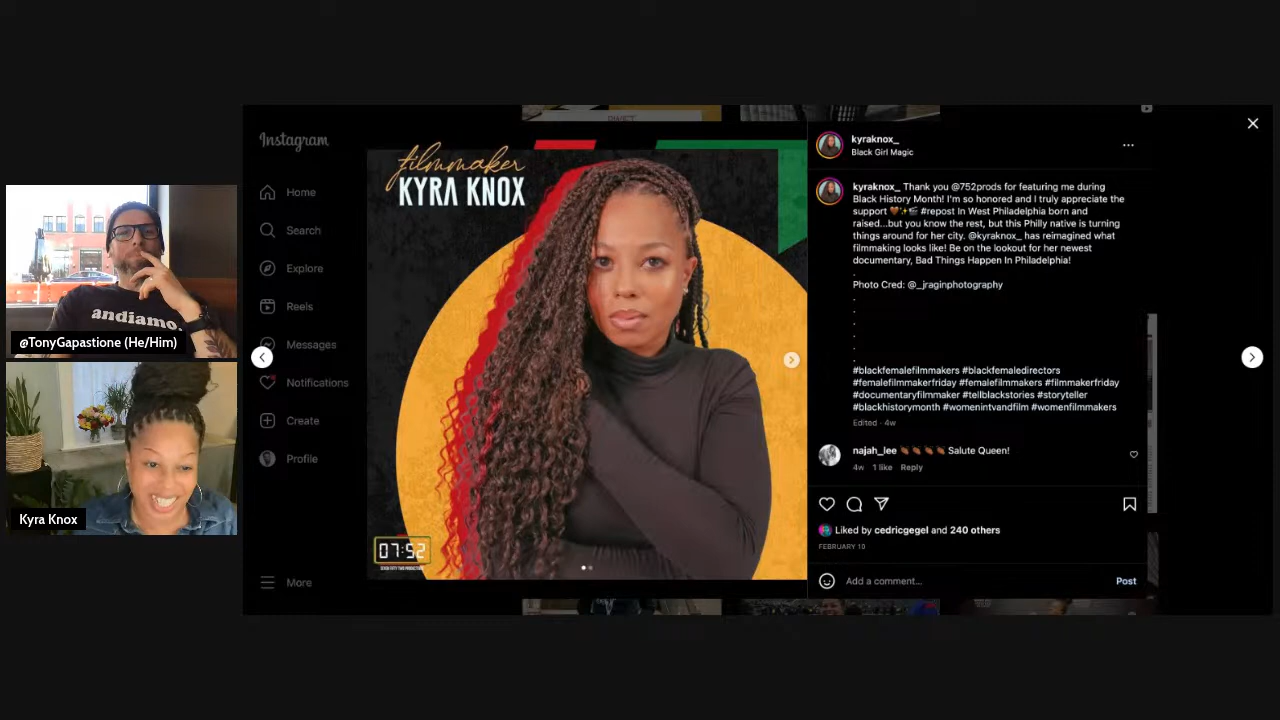 Instagram
Home
Search
Explore
Reels
Messages
Notifications
Create
Profile
More
andiamo.
@TonyGapastione (He/Him)
Kyra Knox
filmmaker
KYRA KNOX
07:52
kyraknox_
Black Girl Magic
kyraknox_ Thank you @752prods for featuring me during
Black History Month! I'm so honored and I truly appreciate the
support 🤎✨🎬 #repost In West Philadelphia born and
raised...but you know the rest, but this Philly native is turning
things around for her city. @kyraknox_ has reimagined what
filmmaking looks like! Be on the lookout for her newest
documentary, Bad Things Happen In Philadelphia!
.
Photo Cred: @_jraginphotography
.
.
.
.
.
.
#blackfemalefilmmakers #blackfemaledirectors
#femalefilmmakerfriday #femalefilmmakers #filmmakerfriday
#documentaryfilmmaker #tellblackstories #storyteller
#blackhistorymonth #womenintvandfilm #womenfilmmakers
Edited · 4w
najah_lee 👏🏾👏🏾👏🏾👏🏾 Salute Queen!
4w 1 like Reply
Liked by cedricgegel and 240 others
FEBRUARY 10
Add a comment...
Post